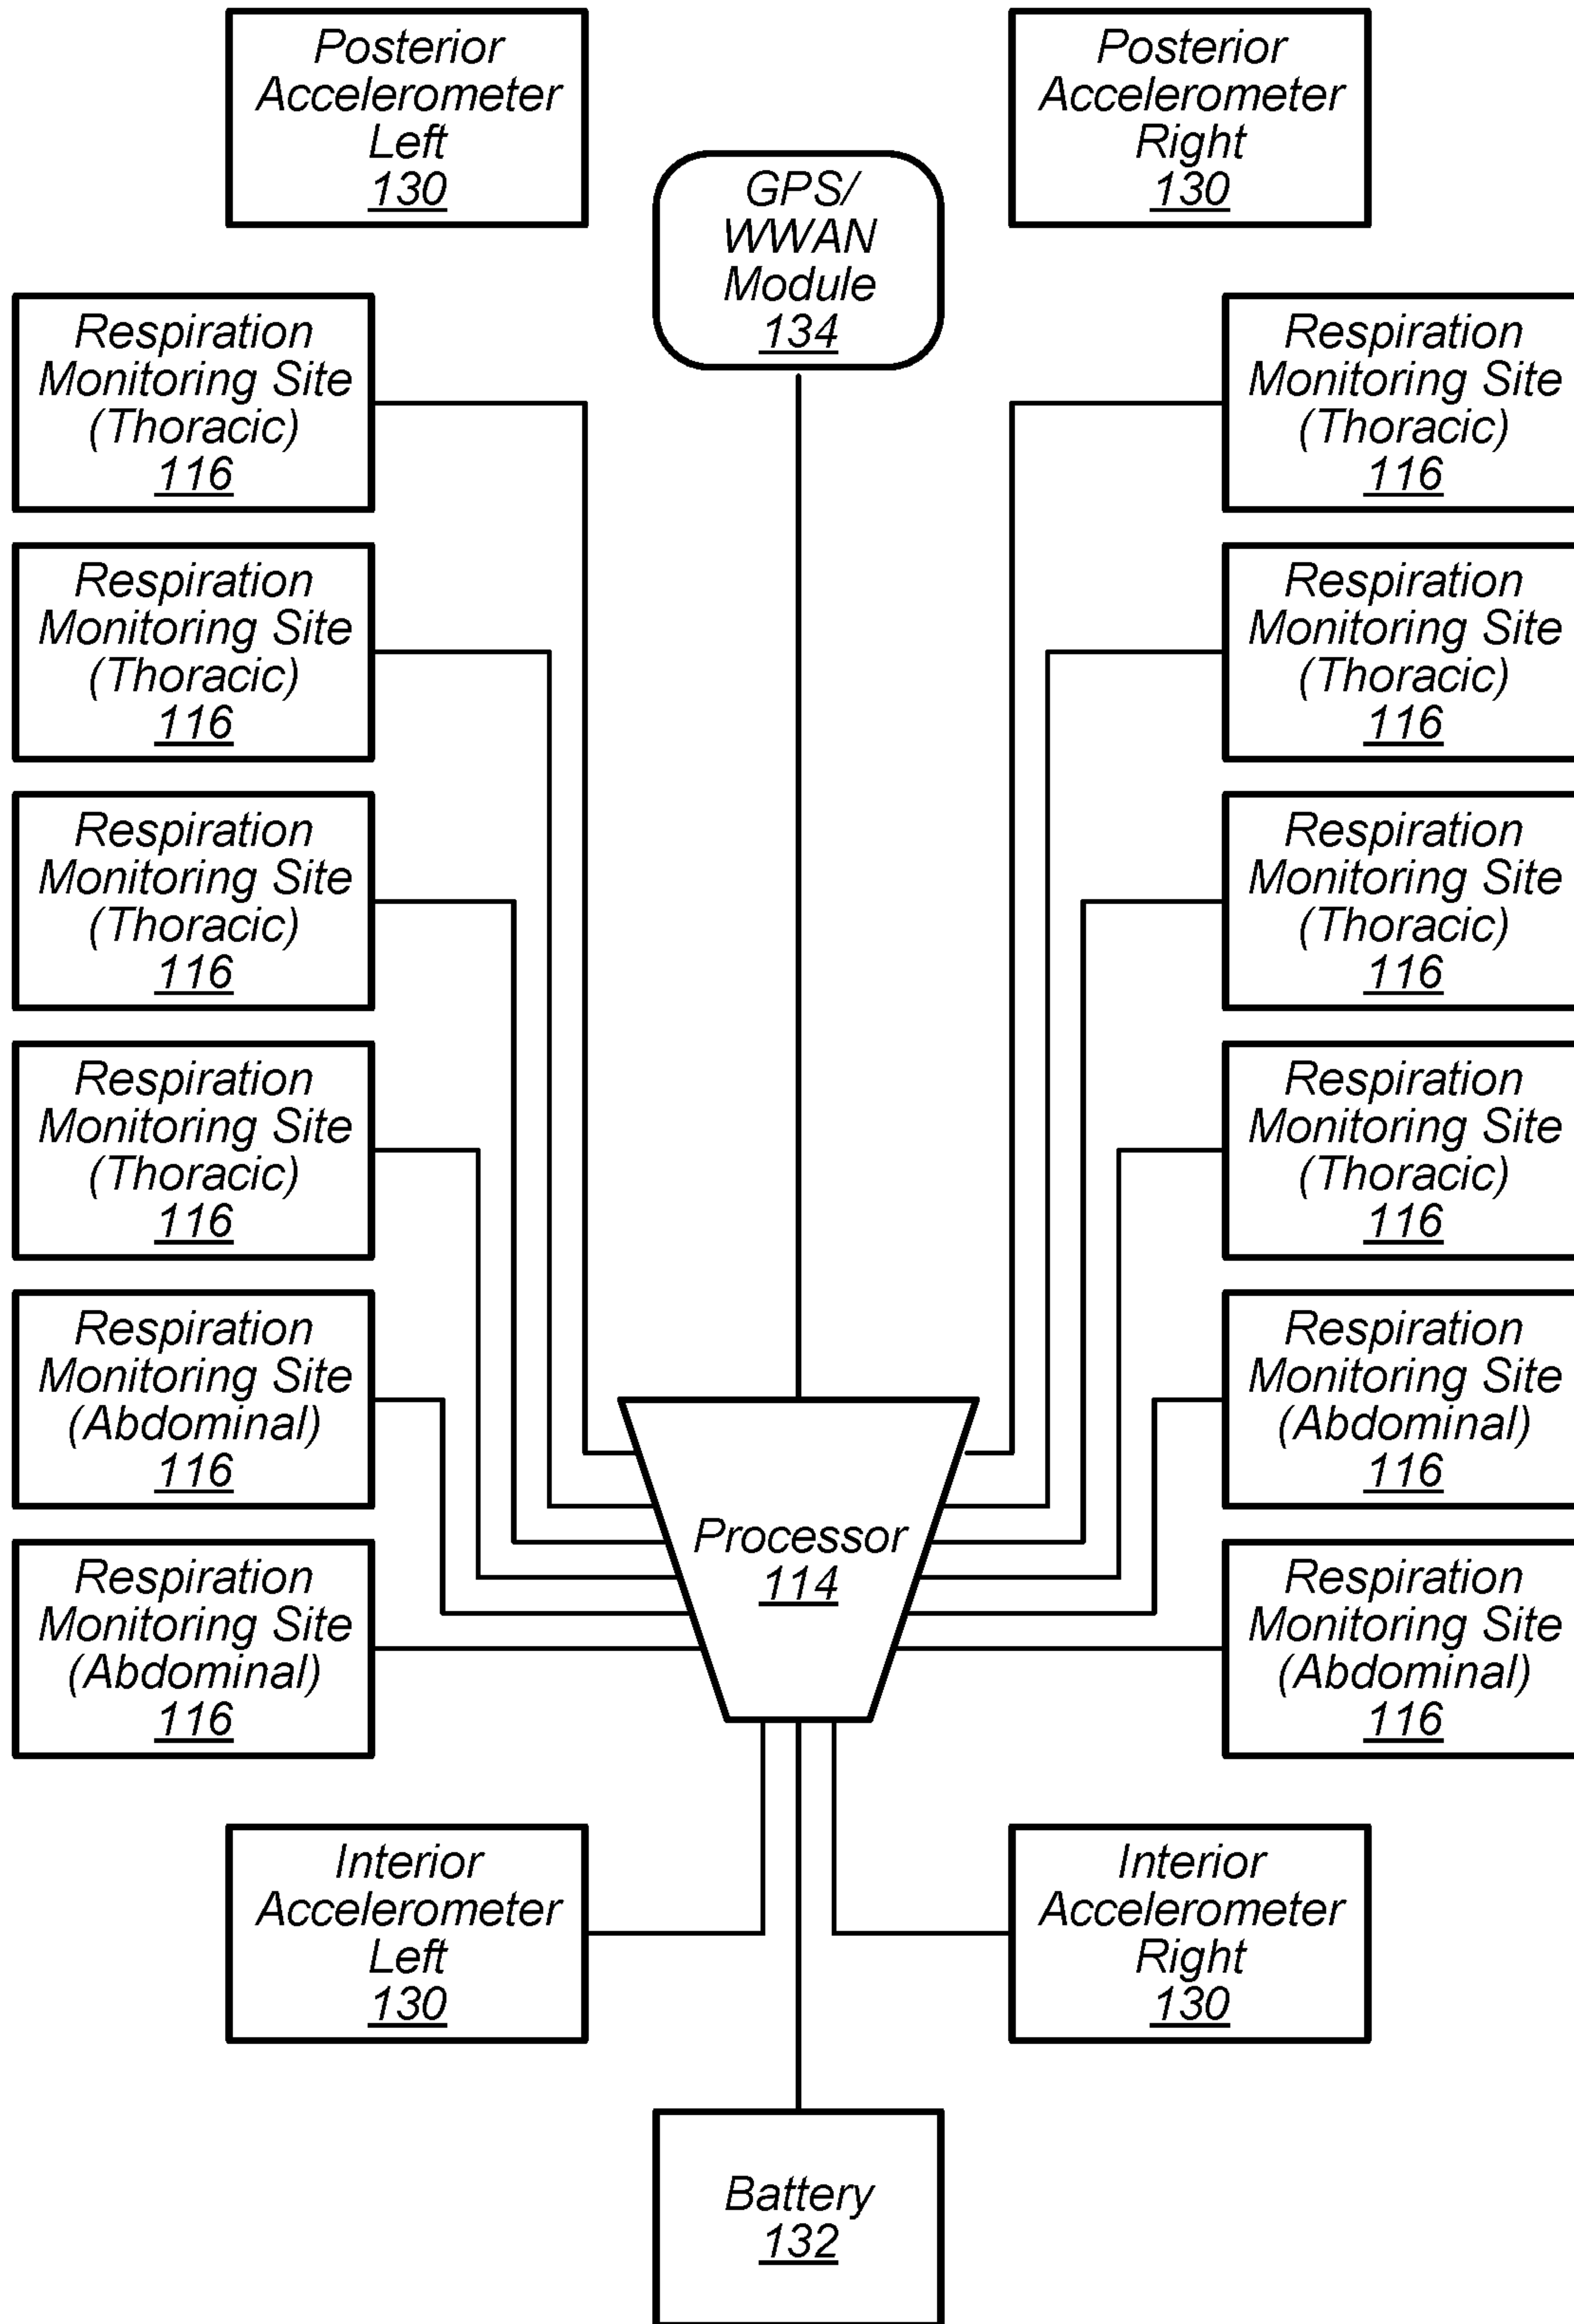 Posterior
Accelerometer
Left
130
Posterior
Accelerometer
Right
130
GPS/
WWAN
Module
134
Respiration
Monitoring Site
(Thoracic)
116
Respiration
Monitoring Site
(Thoracic)
116
Respiration
Monitoring Site
(Thoracic)
116
Respiration
Monitoring Site
(Thoracic)
116
Respiration
Monitoring Site
(Thoracic)
116
Respiration
Monitoring Site
(Thoracic)
116
Respiration
Monitoring Site
(Thoracic)
116
Respiration
Monitoring Site
(Thoracic)
116
Respiration
Monitoring Site
(Abdominal)
116
Respiration
Monitoring Site
(Abdominal)
116
Processor
114
Respiration
Monitoring Site
(Abdominal)
116
Respiration
Monitoring Site
(Abdominal)
116
Interior
Accelerometer
Left
130
Interior
Accelerometer
Right
130
Battery
132